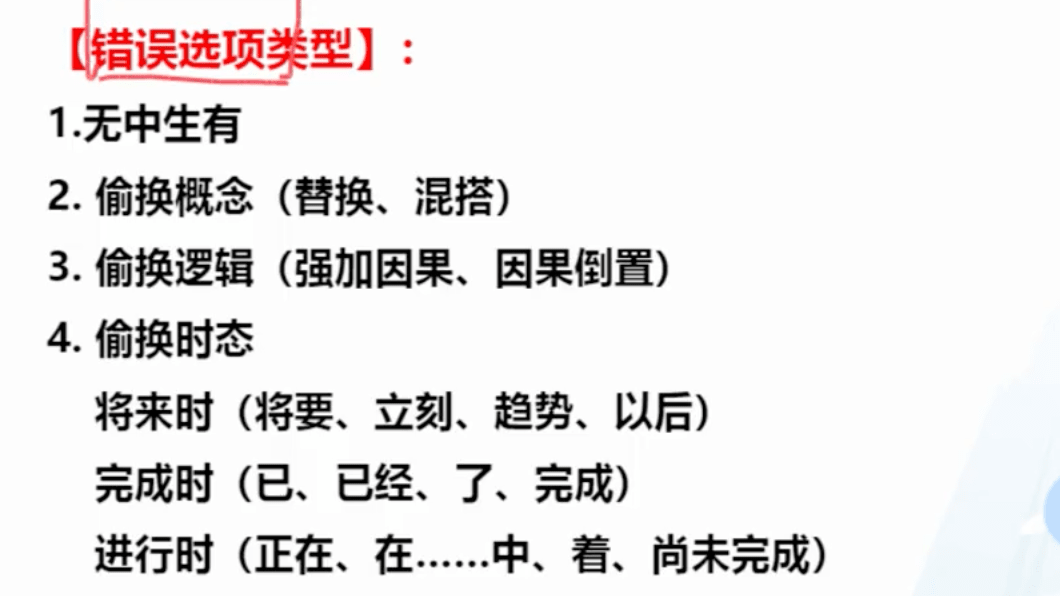 【错误选项类型】：
1.无中生有
2. 偷换概念（替换、混搭）
3. 偷换逻辑（强加因果、因果倒置）
4. 偷换时态
将来时（将要、立刻、趋势、以后）
完成时（已、已经、了、完成）
进行时（正在、在……中、着、尚未完成）